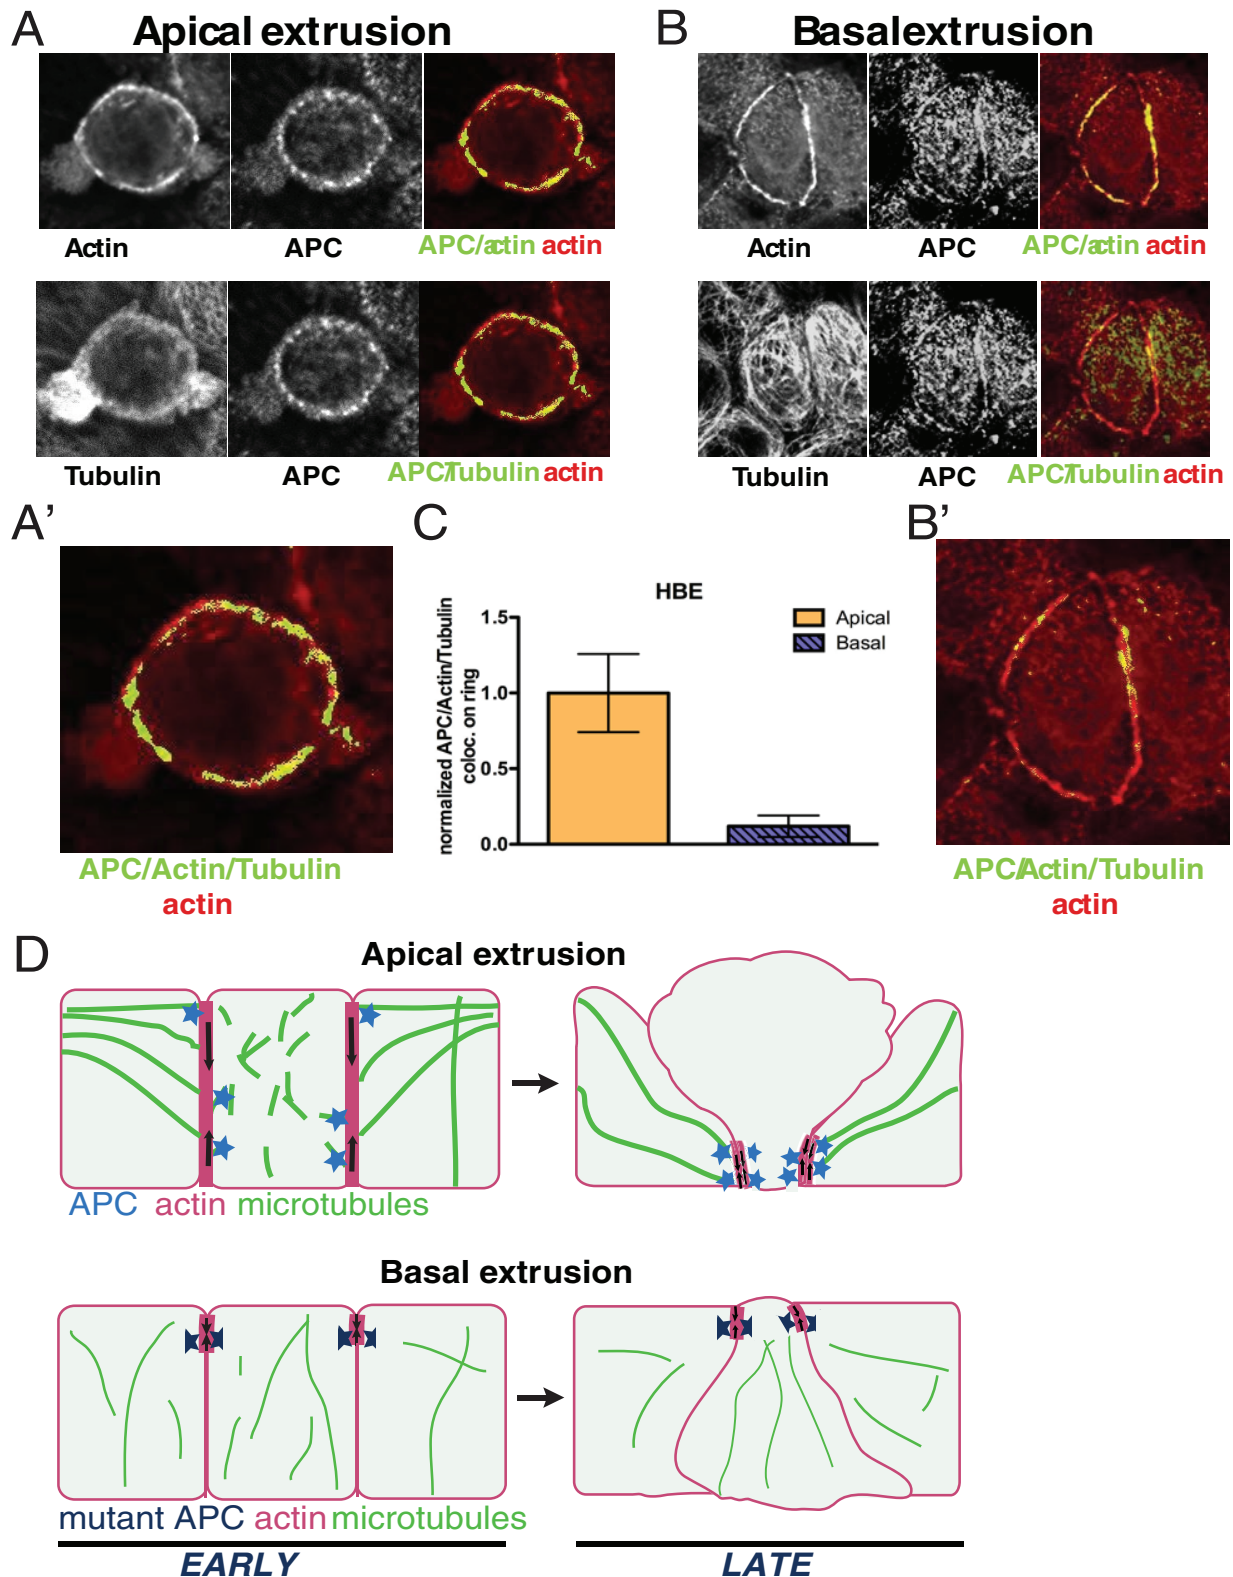 A
Apical extrusion
Actin
APC
APC/actin actin
Tubulin
APC
APC/Tubulin actin
B
Basalextrusion
Actin
APC
APC/actin actin
Tubulin
APC
APC/Tubulin actin
A’
APC/Actin/Tubulin
actin
C
HBE
normalized APC/Actin/Tubulin
coloc. on ring
1.5
1.0
0.5
0.0
Apical
Basal
B’
APC/Actin/Tubulin
actin
D
Apical extrusion
APC actin microtubules
Basal extrusion
mutant APC actin microtubules
EARLY
LATE